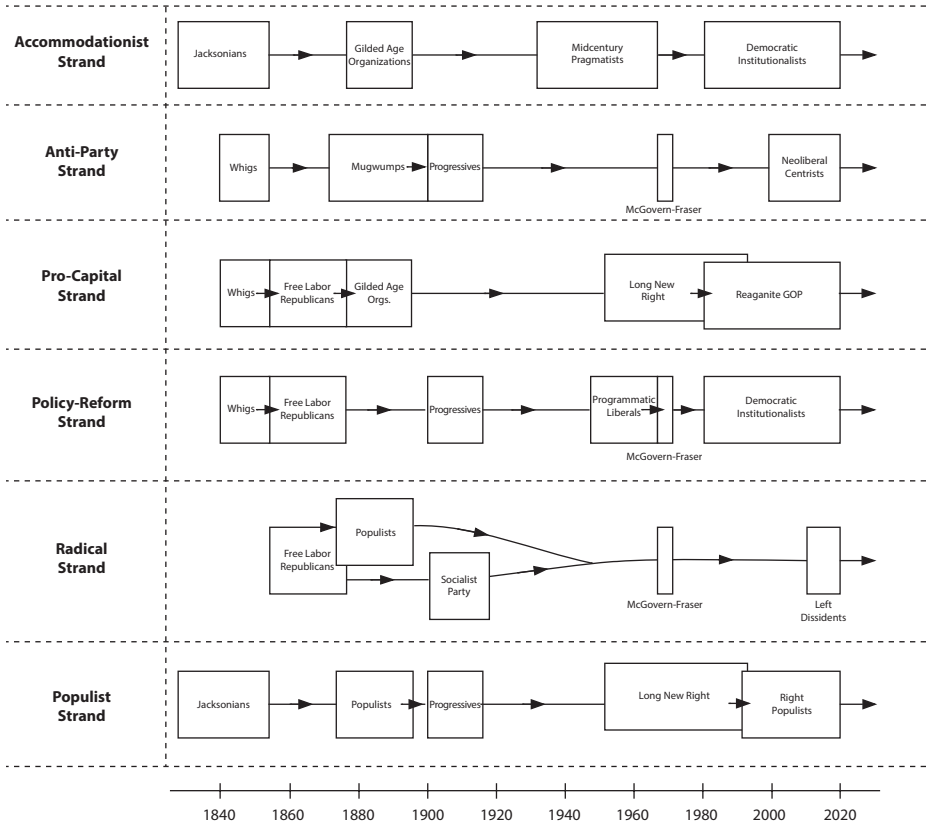 Accommodationist
Strand
Jacksonians
Gilded Age
Organizations
Midcentury
Pragmatists
Democratic
Institutionalists
Anti-Party
Strand
Whigs
Mugwumps
Progressives
McGovern-Fraser
Neoliberal
Centrists
Pro-Capital
Strand
Whigs
Free Labor
Republicans
Gilded Age
Orgs.
Long New
Right
Reaganite GOP
Policy-Reform
Strand
Whigs
Free Labor
Republicans
Progressives
Programmatic
Liberals
McGovern-Fraser
Democratic
Institutionalists
Radical
Strand
Free Labor
Republicans
Populists
Socialist
Party
McGovern-Fraser
Left
Dissidents
Populist
Strand
Jacksonians
Populists
Progressives
Long New Right
Right
Populists
1840 1860 1880 1900 1920 1940 1960 1980 2000 2020